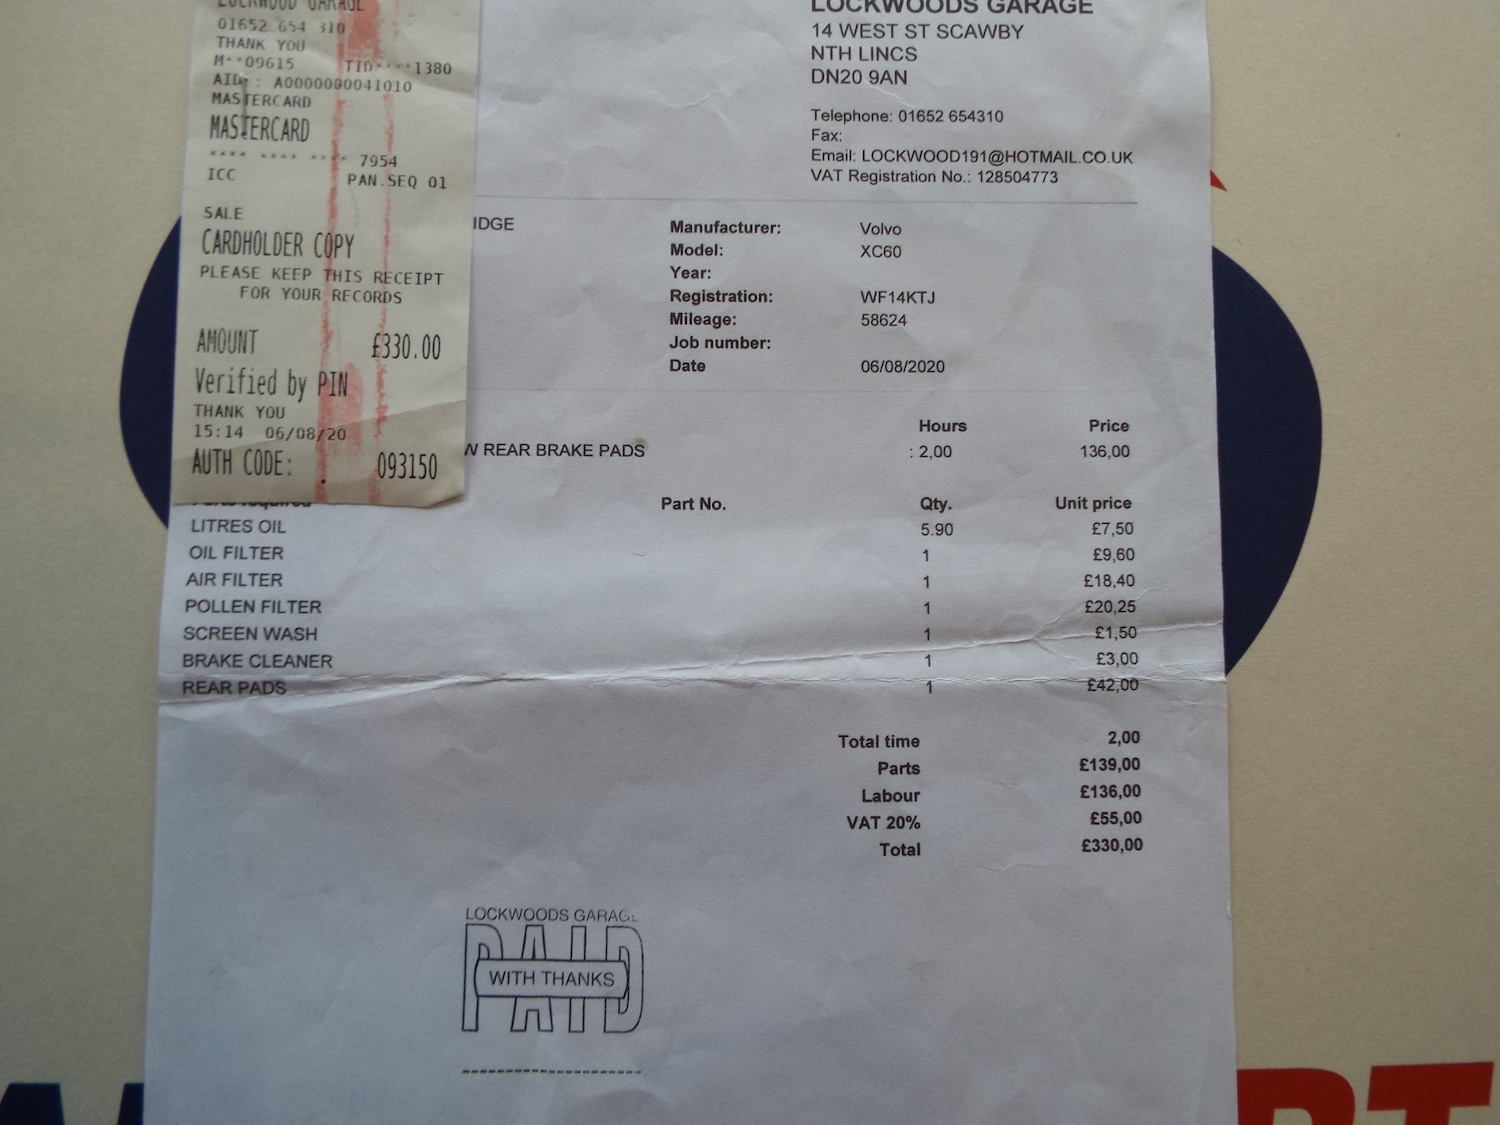 LOCKWOOD GARAGE
01652 654 310
THANK YOU
M**09615 TID****1380
AID : A0000000041010
MASTERCARD
MASTERCARD
**** **** **** 7954
ICC PAN.SEQ 01
SALE
CARDHOLDER COPY
PLEASE KEEP THIS RECEIPT
FOR YOUR RECORDS
AMOUNT £330.00
Verified by PIN
THANK YOU
15:14 06/08/20
AUTH CODE: 093150
LOCKWOODS GARAGE
14 WEST ST SCAWBY
NTH LINCS
DN20 9AN
Telephone: 01652 654310
Fax:
Email: LOCKWOOD191@HOTMAIL.CO.UK
VAT Registration No.: 128504773
IDGE
Manufacturer: Volvo
Model: XC60
Year:
Registration: WF14KTJ
Mileage: 58624
Job number:
Date 06/08/2020
Hours Price
W REAR BRAKE PADS : 2,00 136,00
Parts required Part No. Qty. Unit price
LITRES OIL 5.90 £7,50
OIL FILTER 1 £9,60
AIR FILTER 1 £18,40
POLLEN FILTER 1 £20,25
SCREEN WASH 1 £1,50
BRAKE CLEANER 1 £3,00
REAR PADS 1 £42,00
Total time 2,00
Parts £139,00
Labour £136,00
VAT 20% £55,00
Total £330,00
LOCKWOODS GARAGE
PAID
WITH THANKS
RT